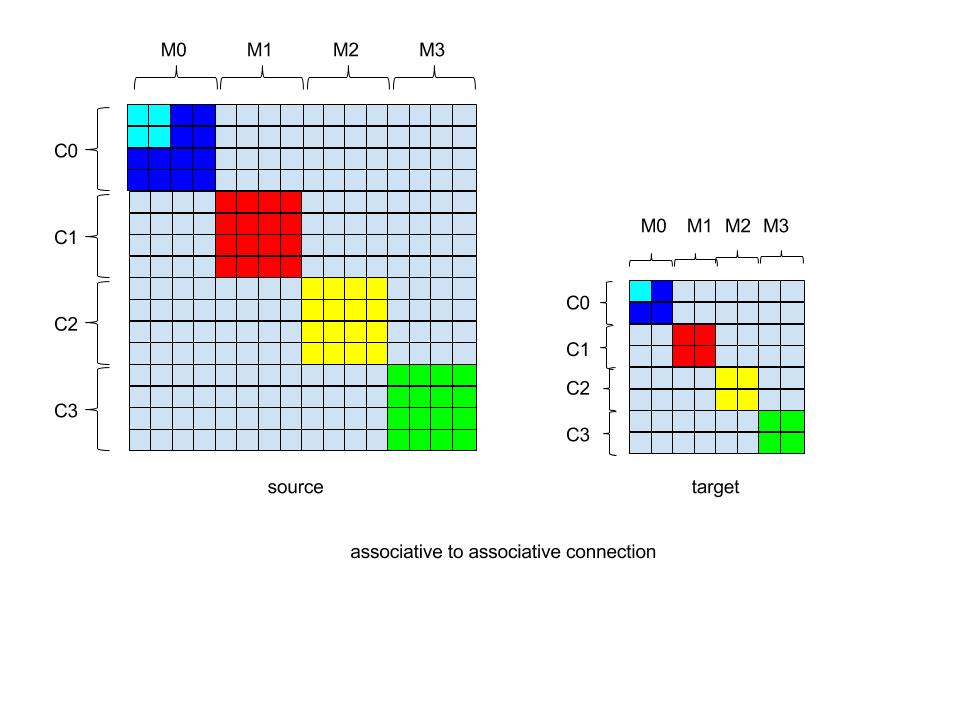 M0 M1 M2 M3
C0
C1
C2
C3
source
M0 M1 M2 M3
C0
C1
C2
C3
target
associative to associative connection